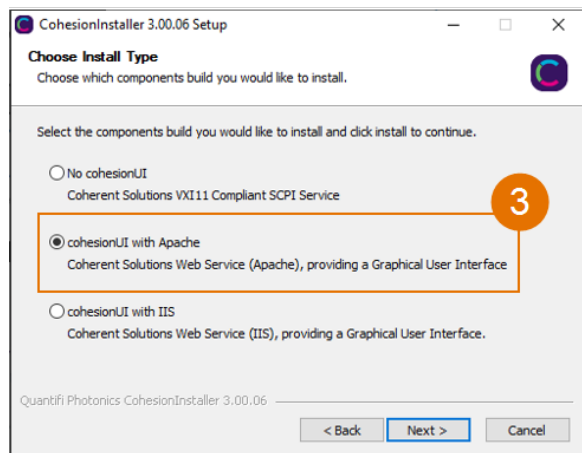 CohesionInstaller 3.00.06 Setup
Choose Install Type
Choose which components build you would like to install.
Select the components build you would like to install and click install to continue.
No cohesionUI
Coherent Solutions VXI11 Compliant SCPI Service
3
cohesionUI with Apache
Coherent Solutions Web Service (Apache), providing a Graphical User Interface
cohesionUI with IIS
Coherent Solutions Web Service (IIS), providing a Graphical User Interface.
Quantifi Photonics CohesionInstaller 3.00.06
< Back Next > Cancel